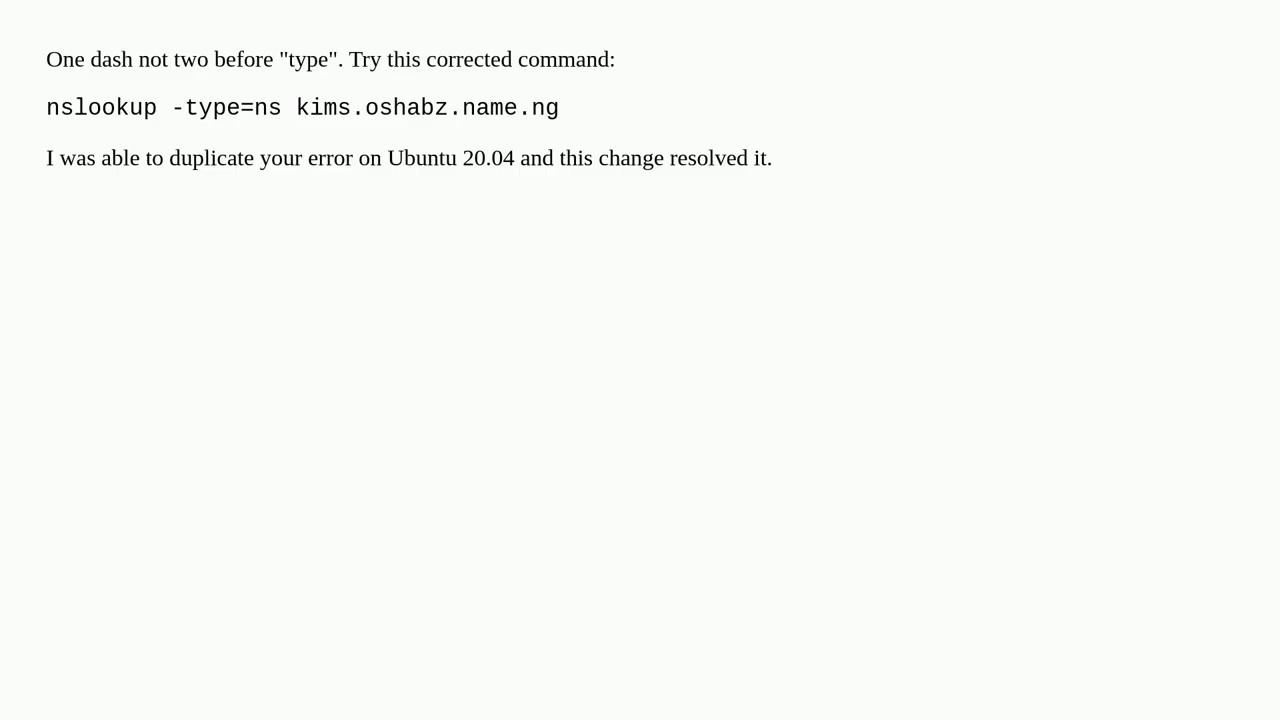 One dash not two before "type". Try this corrected command:
nslookup -type=ns kims.oshabz.name.ng
I was able to duplicate your error on Ubuntu 20.04 and this change resolved it.